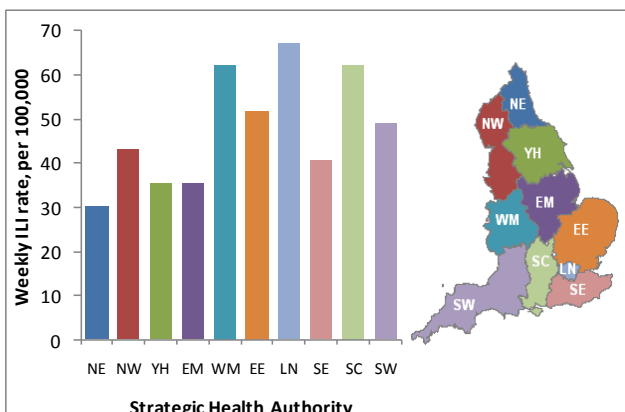 Weekly ILI rate, per 100,000
70
60
50
40
30
20
10
0
NE NW YH EM WM EE LN SE SC SW
Strategic Health Authority
NE
NW
YH
EM
WM
EE
SC
LN
SE
SW